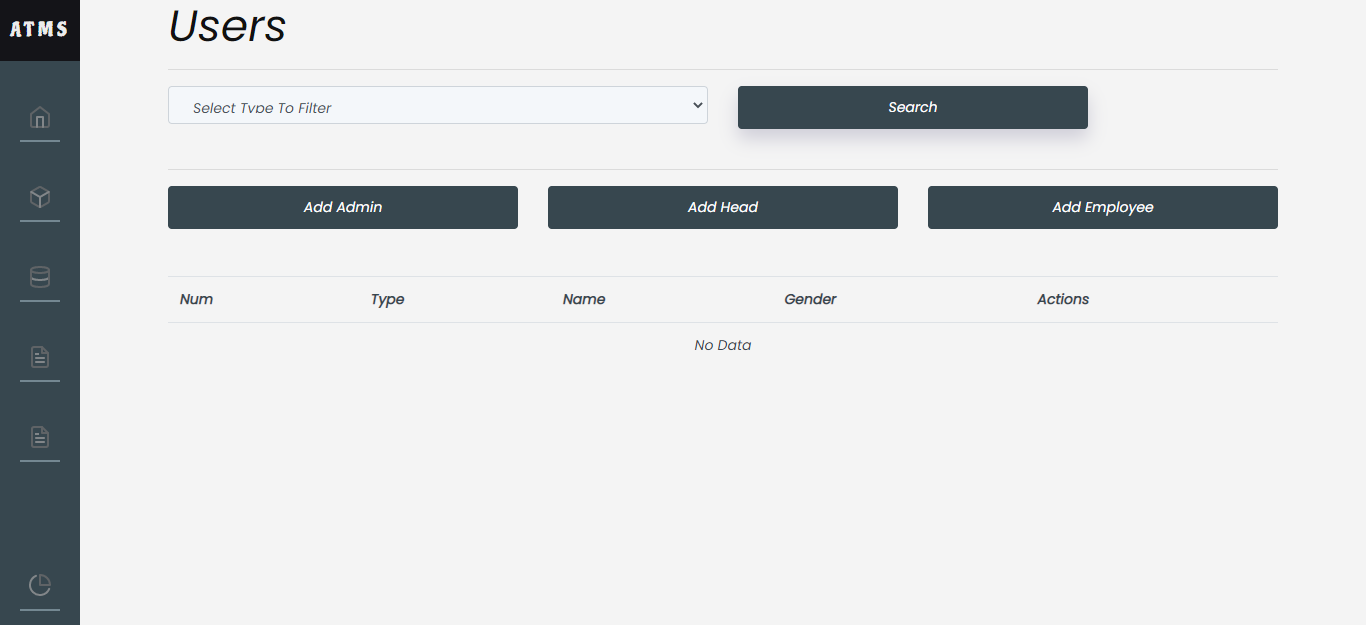 ATMS
Users
Select Type To Filter
Search
Add Admin Add Head Add Employee
Num Type Name Gender Actions
No Data